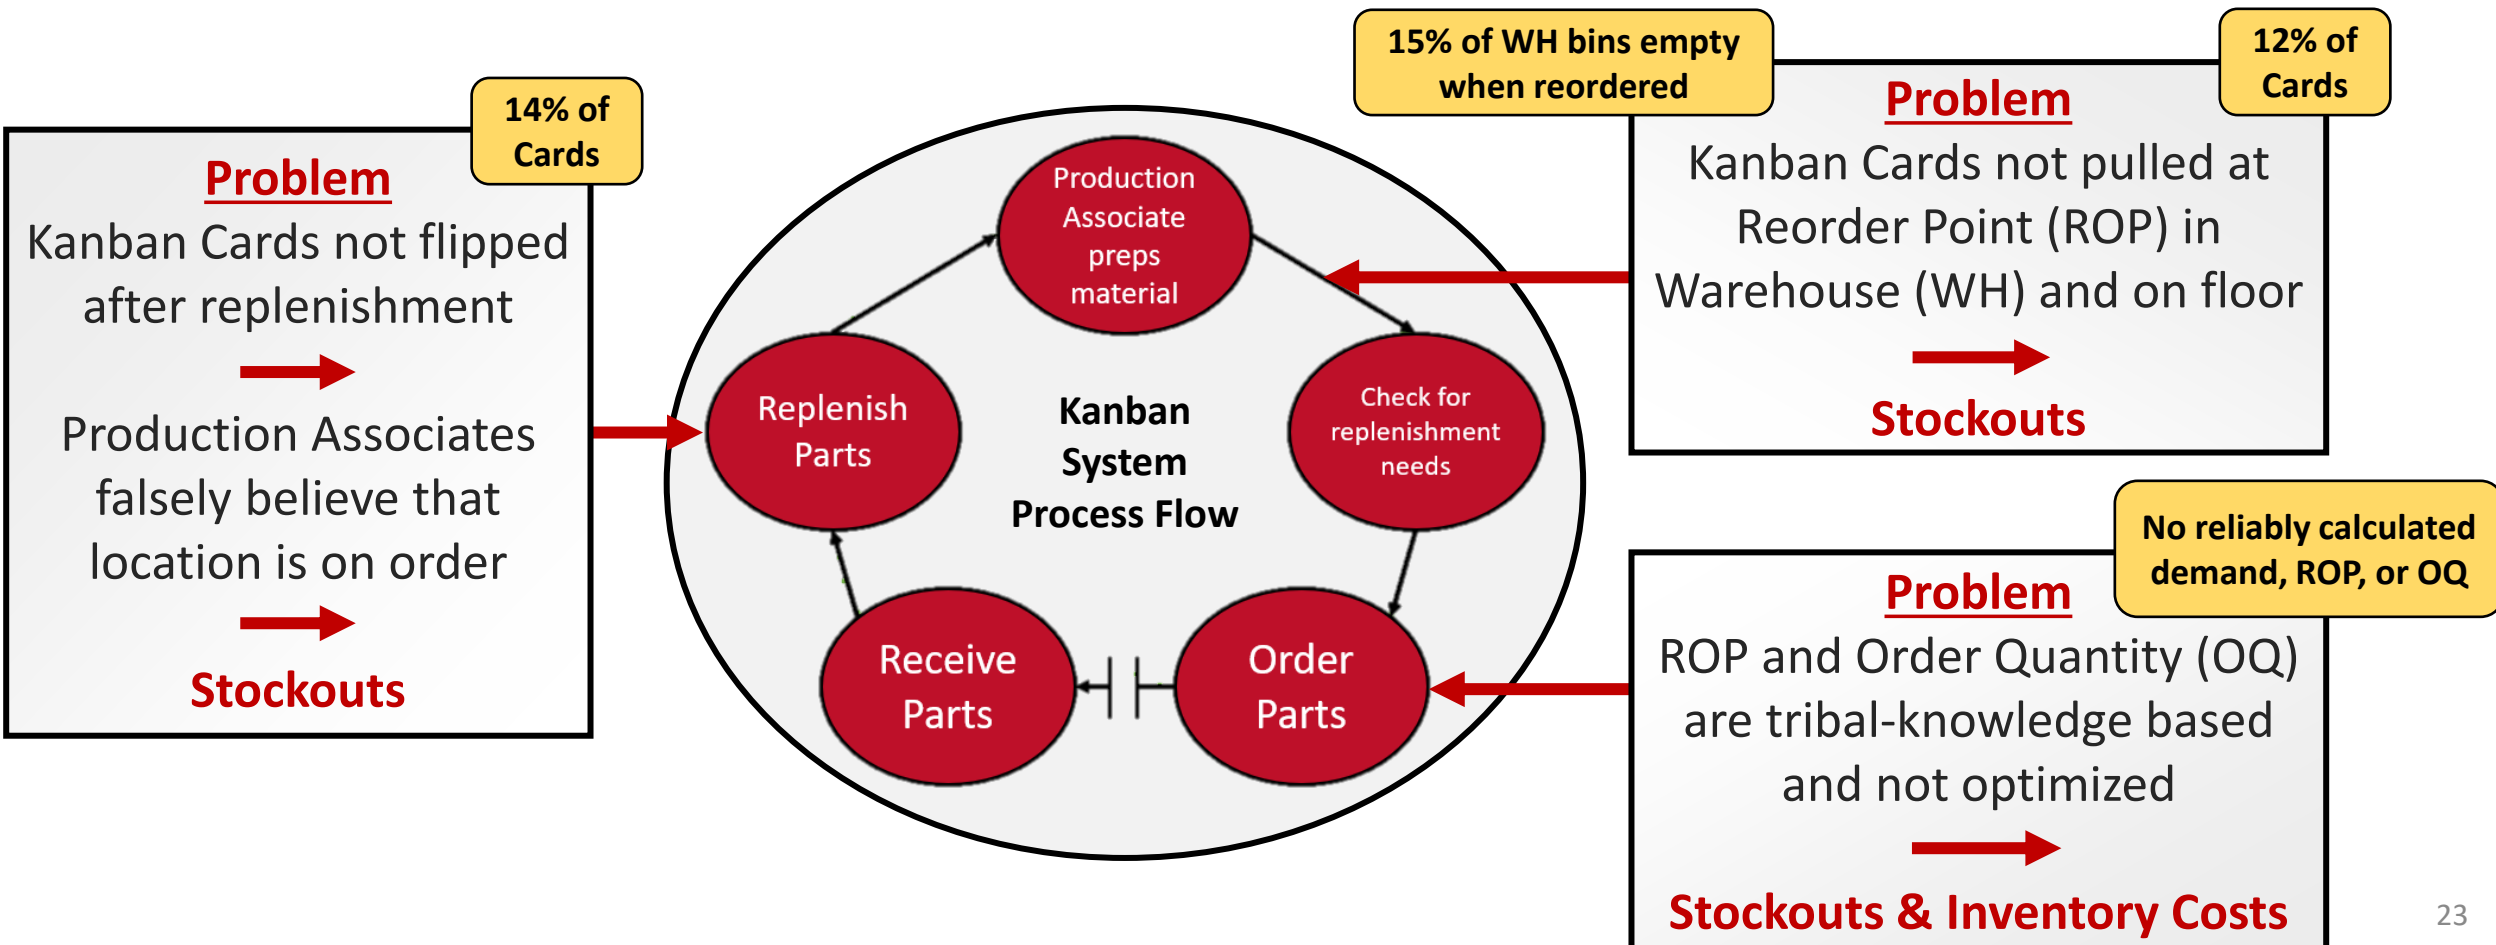 14% of
Cards
Problem
Kanban Cards not flipped
after replenishment
Production Associates
falsely believe that
location is on order
Stockouts
Production
Associate
preps
material
Check for
replenishment
needs
Order
Parts
Receive
Parts
Replenish
Parts
Kanban
System
Process Flow
15% of WH bins empty
when reordered
12% of
Cards
Problem
Kanban Cards not pulled at
Reorder Point (ROP) in
Warehouse (WH) and on floor
Stockouts
No reliably calculated
demand, ROP, or OQ
Problem
ROP and Order Quantity (OQ)
are tribal-knowledge based
and not optimized
Stockouts & Inventory Costs
23